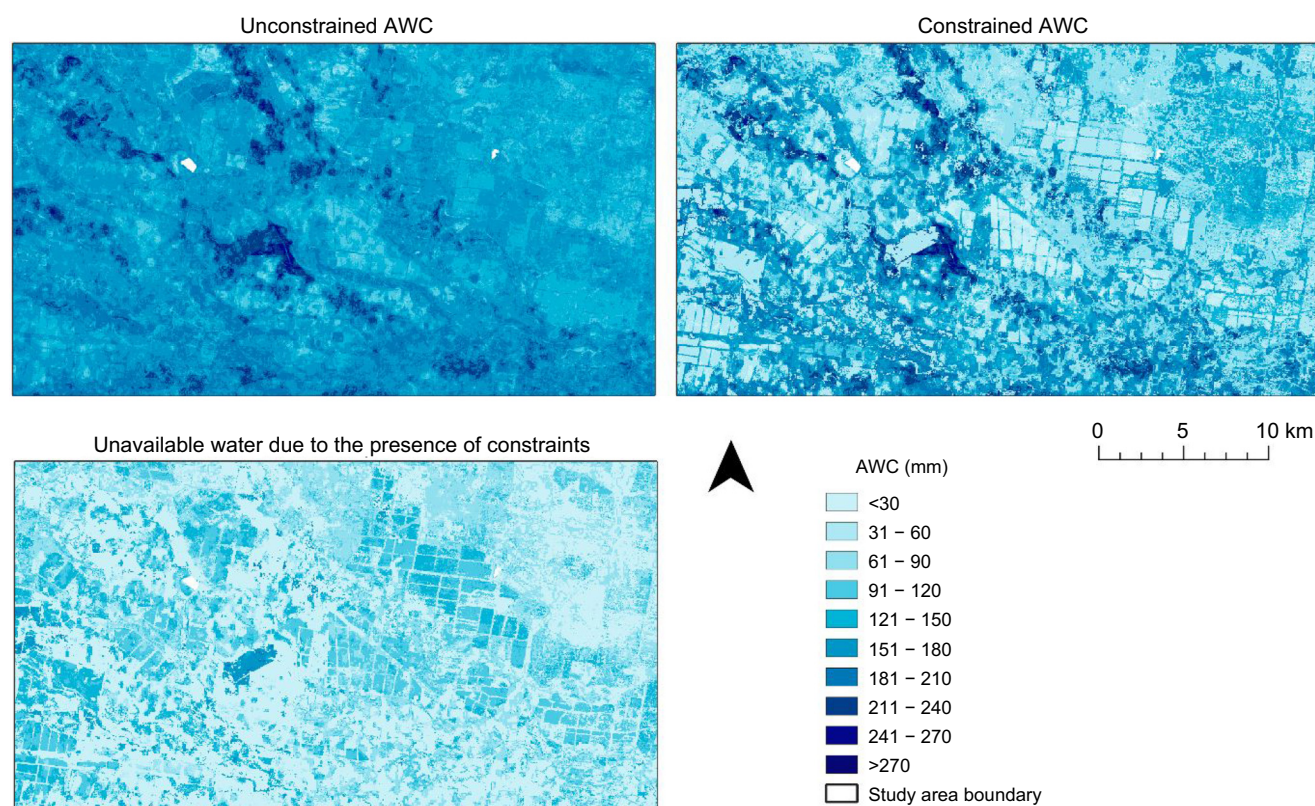 Unconstrained AWC
Constrained AWC
Unavailable water due to the presence of constraints
0 5 10 km
AWC (mm)
<30
31 − 60
61 − 90
91 − 120
121 − 150
151 − 180
181 − 210
211 − 240
241 − 270
>270
Study area boundary